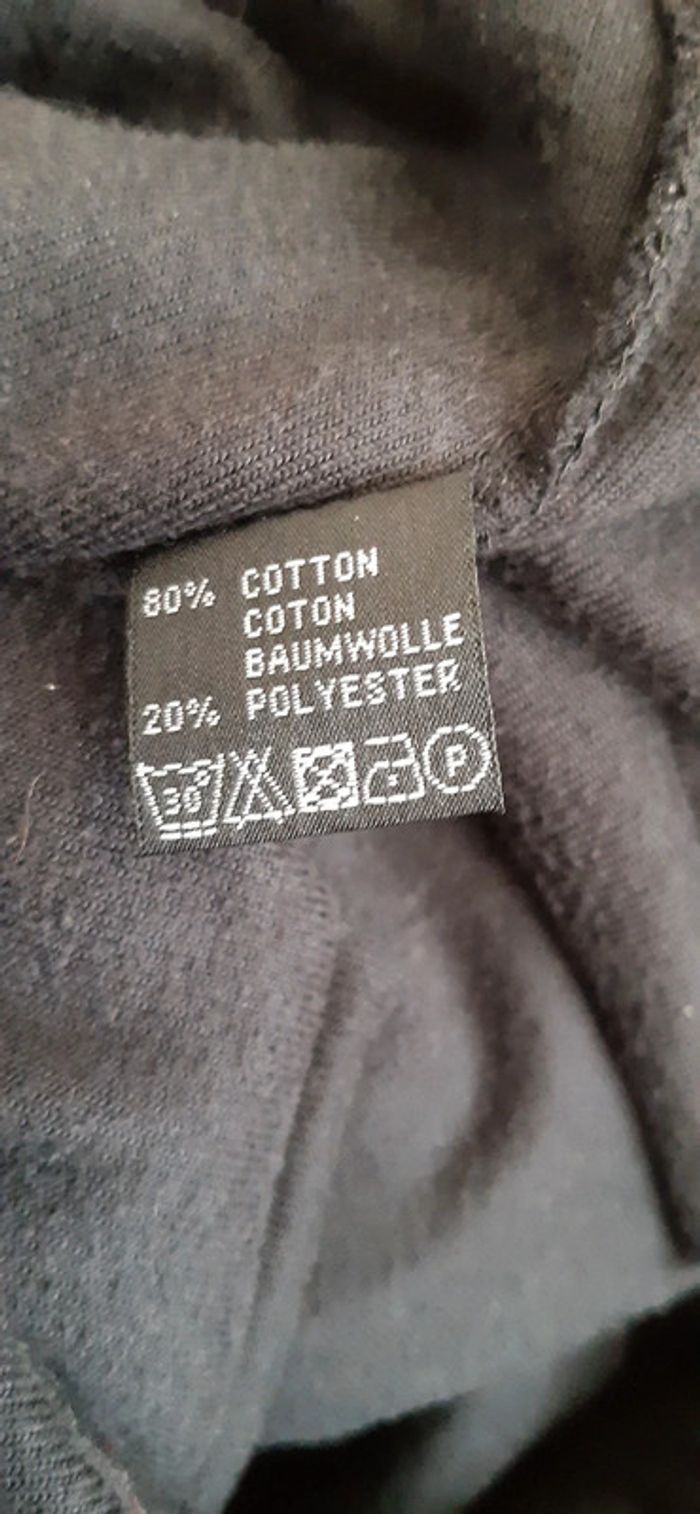 80% COTTON
COTON
BAUMWOLLE
20% POLYESTER
30° P